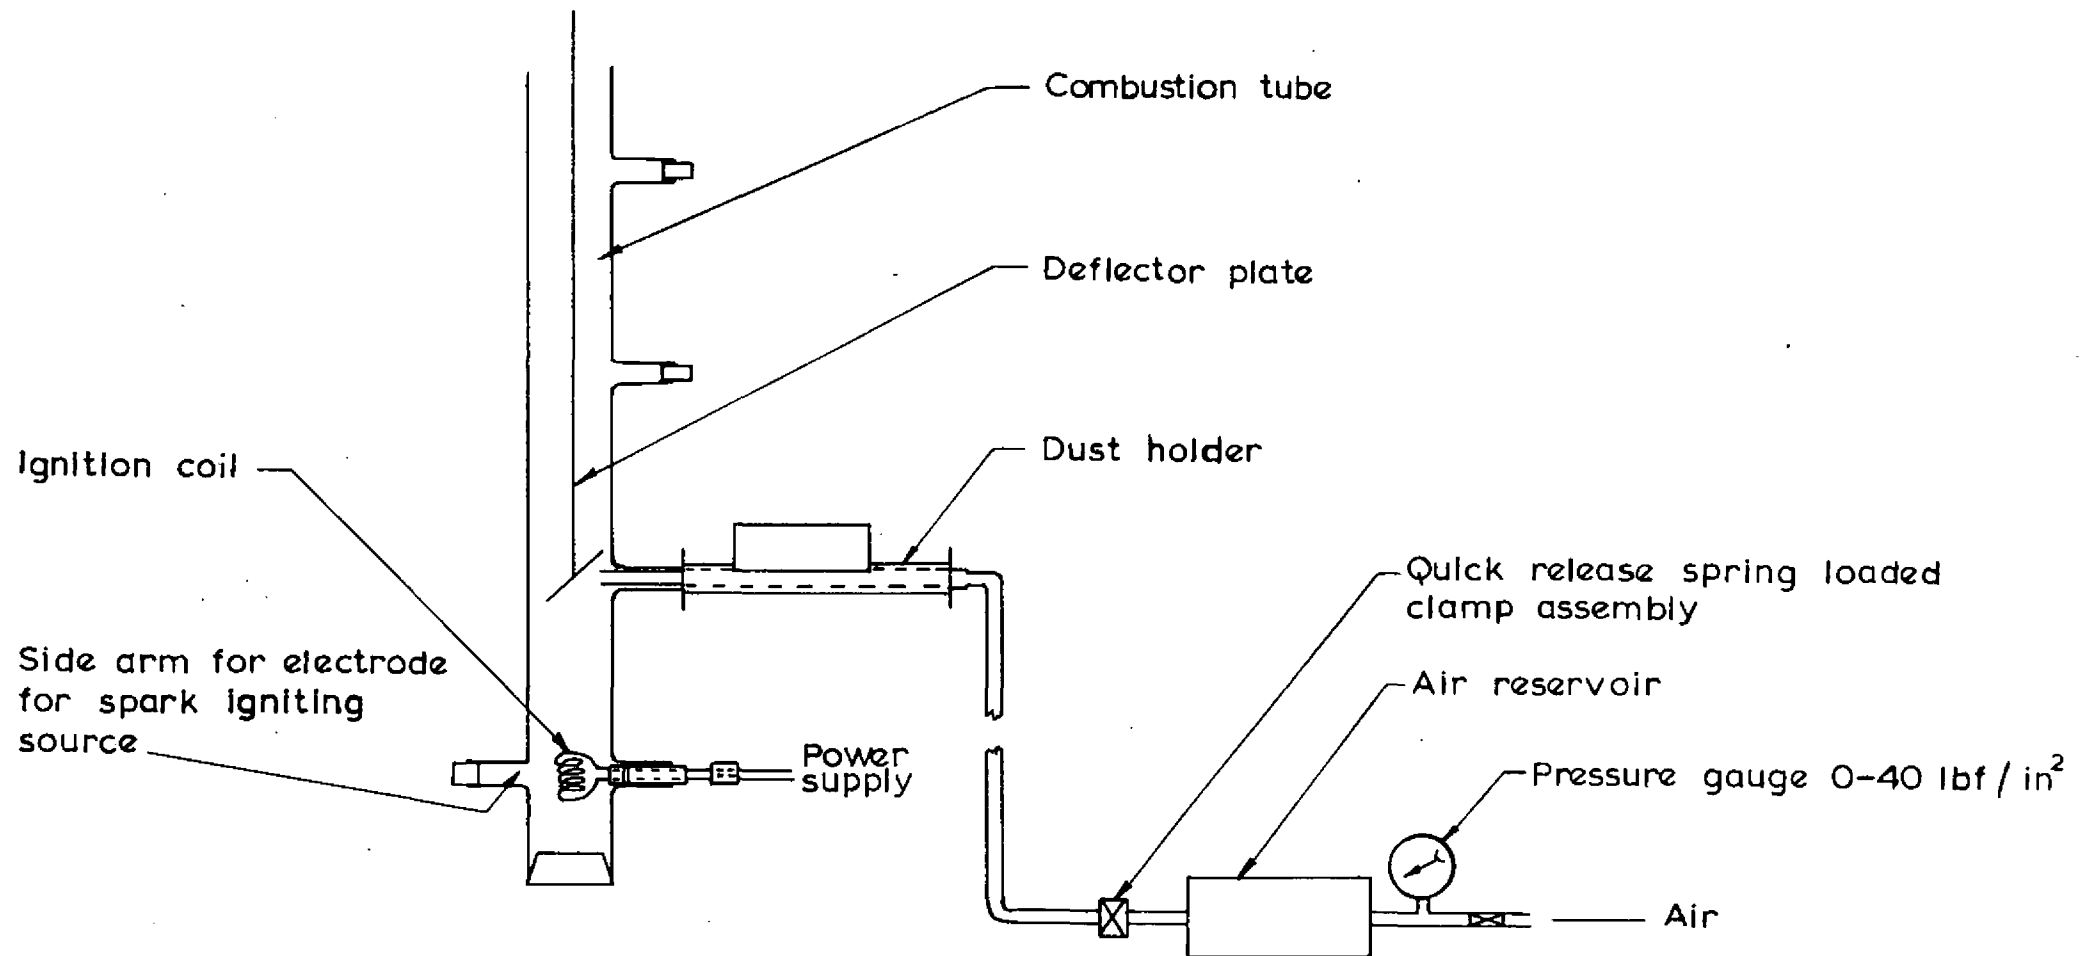 Combustion tube
Deflector plate
Ignition coil
Dust holder
Quick release spring loaded
clamp assembly
Side arm for electrode
for spark igniting
source
Air reservoir
Power
supply
Pressure gauge 0-40 lbf/in²
Air